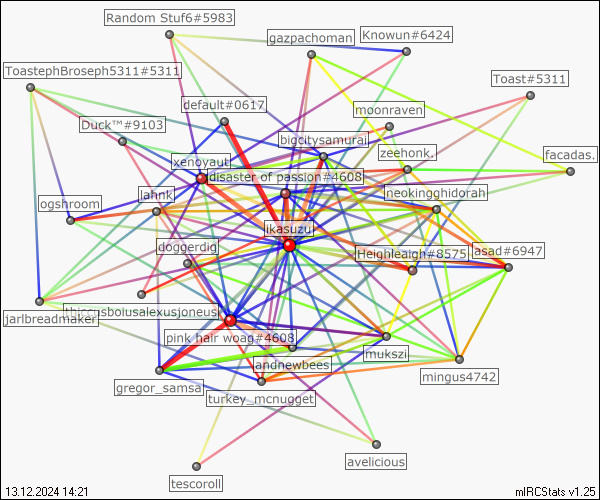 Random Stuf6#5983
gazpachoman
Knowun#6424
ToastephBroseph5311#5311
Toast#5311
default#0617
moonraven
Duck™#9103
bigcitysamurai
zeehonk.
xenoyaut
facadas.
disaster of passion#4608
lahnk
neokingghidorah
ogshroom
ikasuzu
doggerdig
Heighleaigh#8575
asad#6947
thiccusboiusalexusjoneusk
jarlbreadmaker
pink hair woag#4608
mukszi
andnewbees
mingus4742
gregor_samsa
turkey_mcnugget
avelicious
tescoroll
13.12.2024 14:21
mIRCStats v1.25